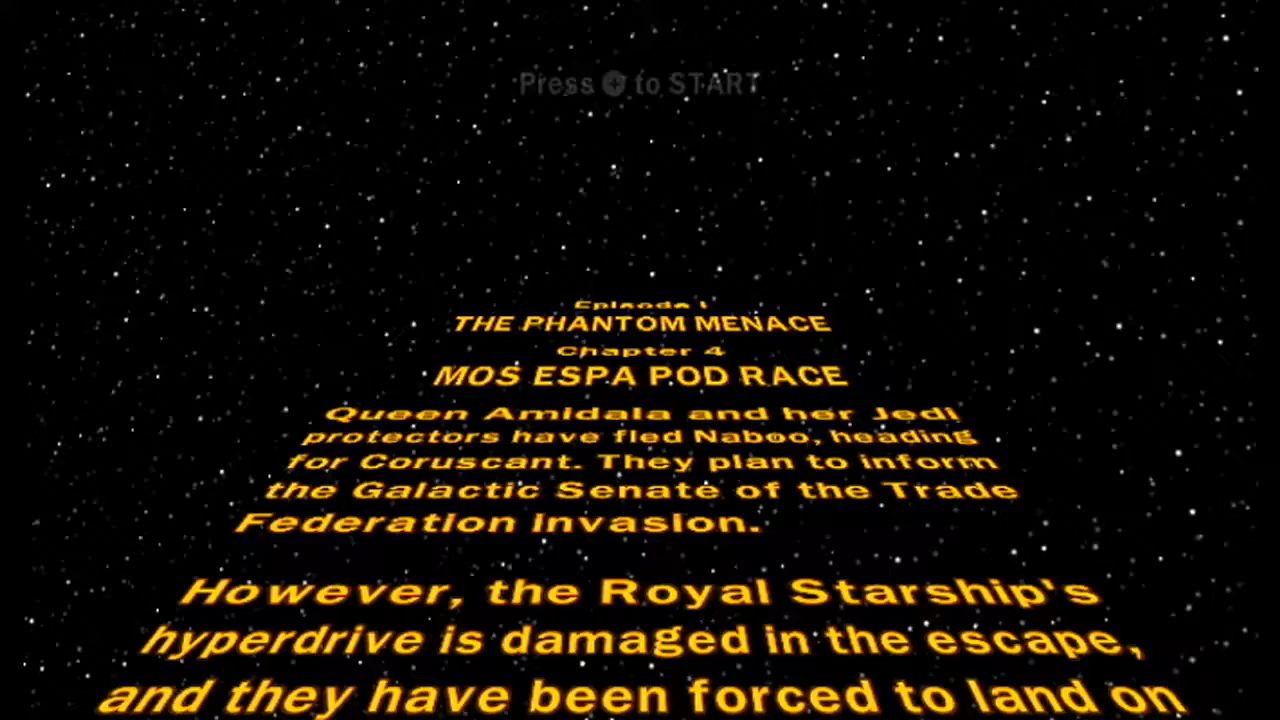 Press to START
Episode I
THE PHANTOM MENACE
Chapter 4
MOS ESPA POD RACE
Queen Amidala and her Jedi
protectors have fled Naboo, heading
for Coruscant. They plan to inform
the Galactic Senate of the Trade
Federation invasion.
However, the Royal Starship's
hyperdrive is damaged in the escape,
and they have been forced to land on